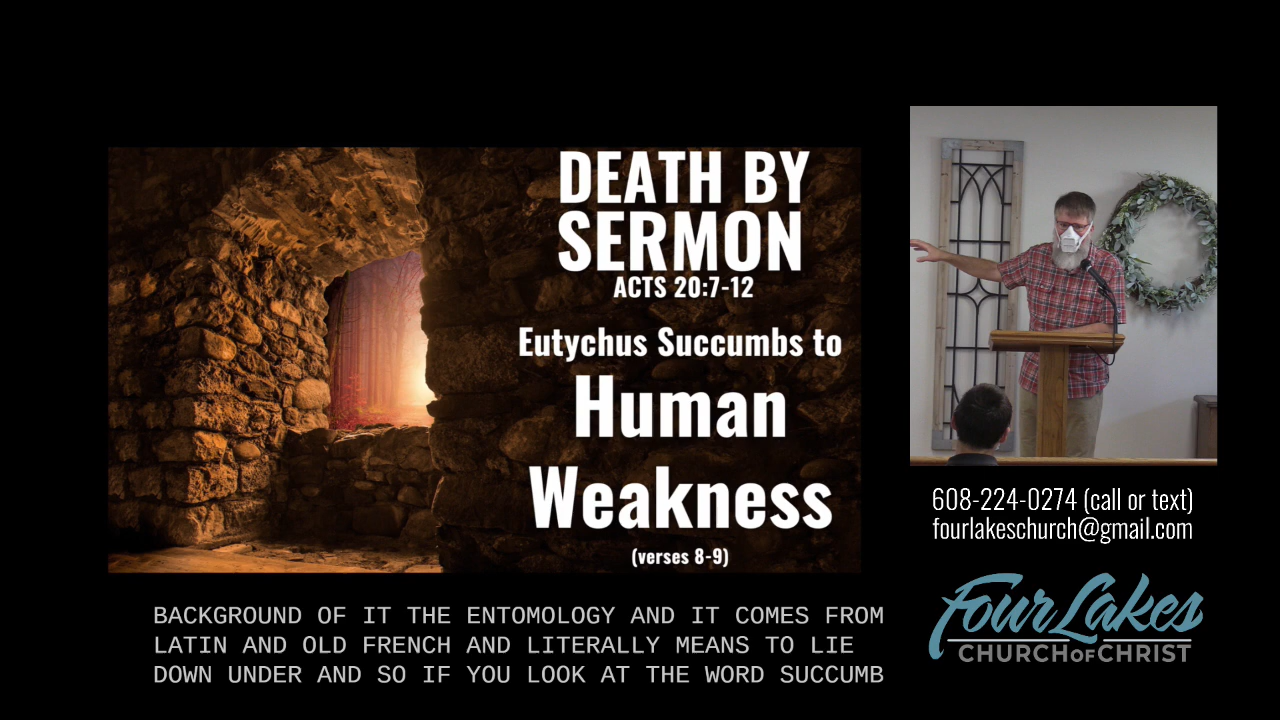 DEATH BY
SERMON
ACTS 20:7-12
Eutychus Succumbs to
Human
Weakness
(verses 8-9)
608-224-0274 (call or text)
fourlakeschurch@gmail.com
Four Lakes
CHURCH OF CHRIST
BACKGROUND OF IT THE ENTOMOLOGY AND IT COMES FROM
LATIN AND OLD FRENCH AND LITERALLY MEANS TO LIE
DOWN UNDER AND SO IF YOU LOOK AT THE WORD SUCCUMB